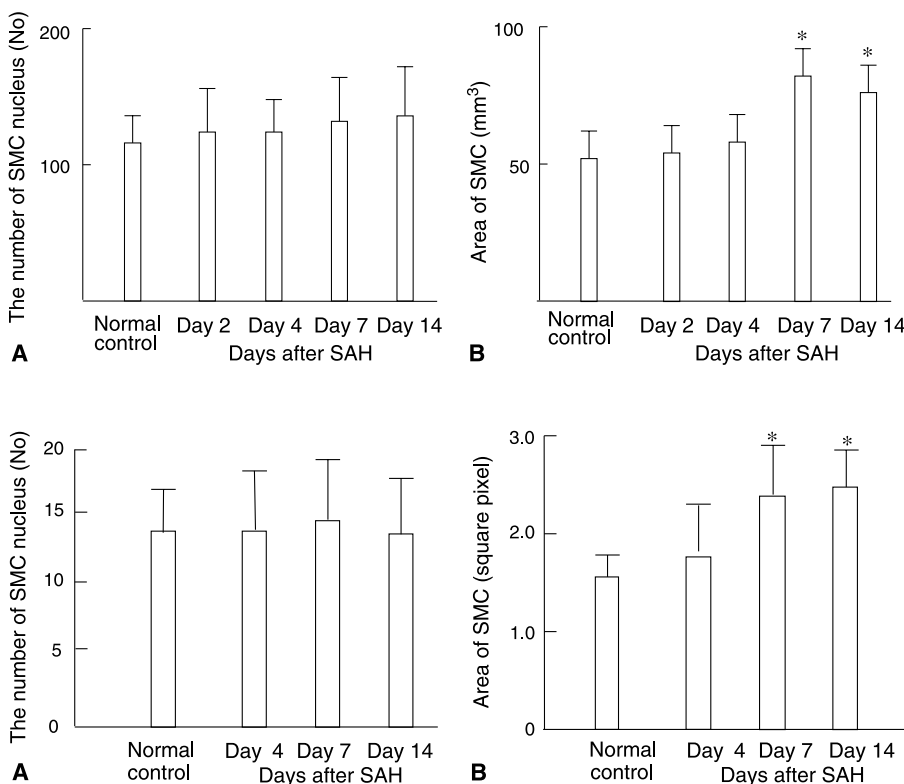 The number of SMC nucleus (No)
200
100
Normal control Day 2 Day 4 Day 7 Day 14
Days after SAH
A
Area of SMC (mm³)
100
50
* *
Normal control Day 2 Day 4 Day 7 Day 14
Days after SAH
B
The number of SMC nucleus (No)
20
15
10
5
0
Normal control Day 4 Day 7 Day 14
Days after SAH
A
Area of SMC (square pixel)
3.0
2.0
1.0
0
* *
Normal control Day 4 Day 7 Day 14
Days after SAH
B